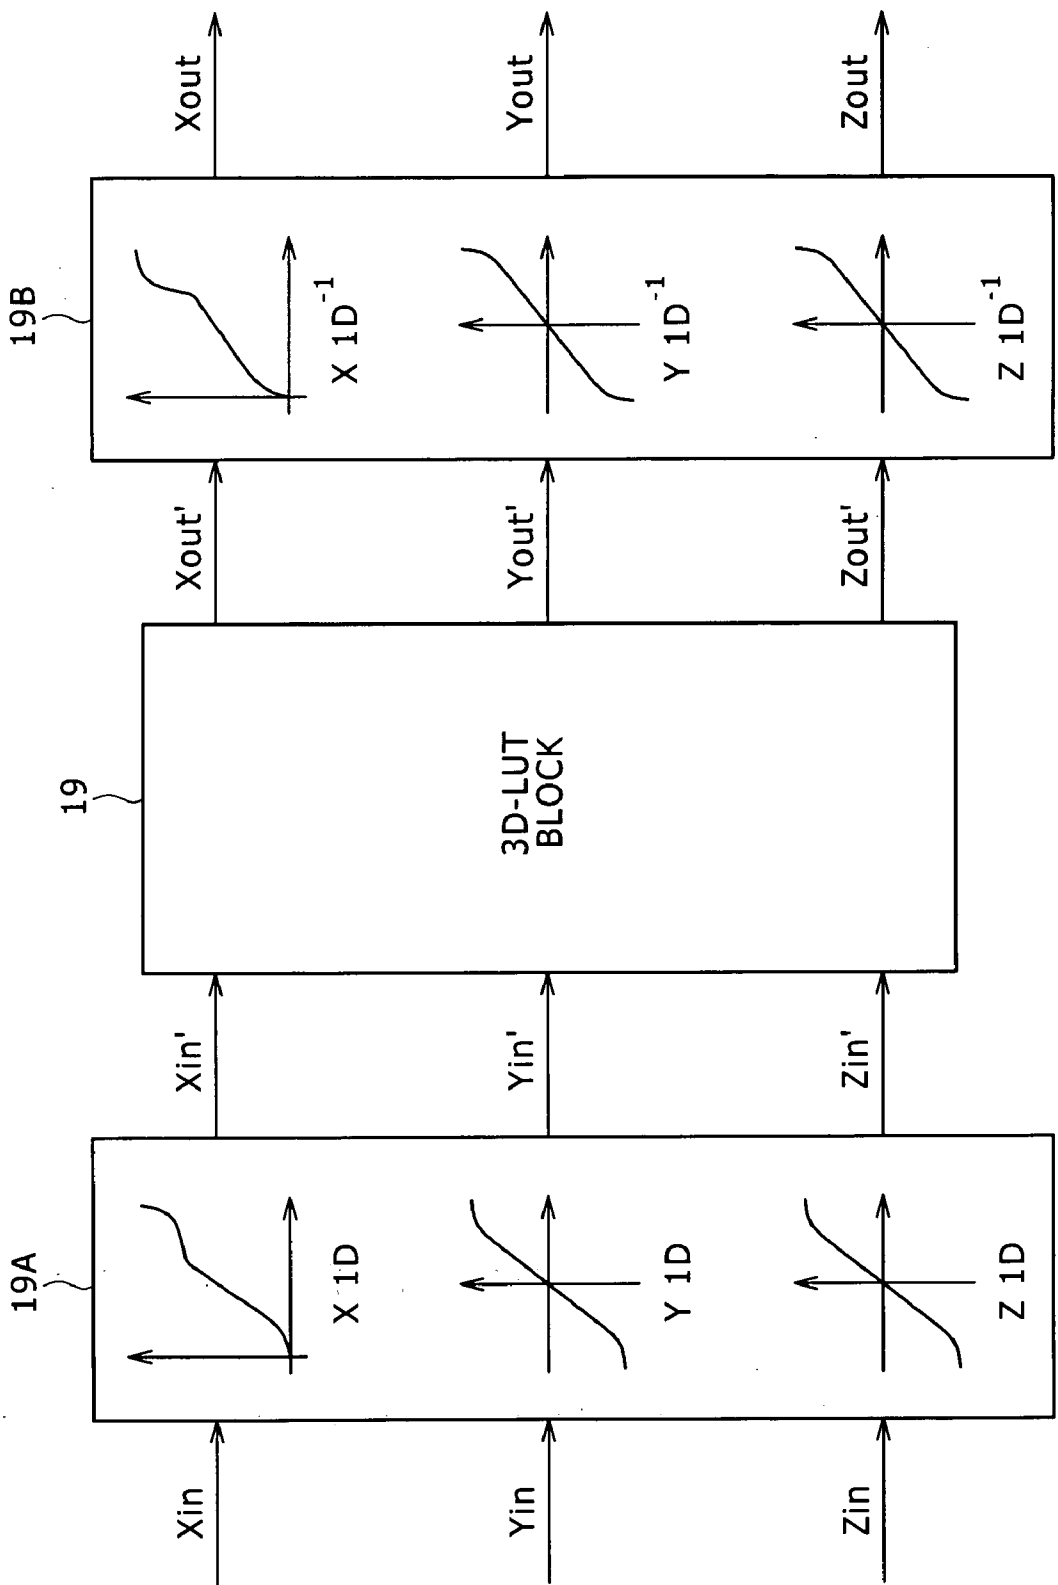 19A
19
19B
Xin
Xin'
Xout'
Xout
X 1D
X 1D⁻¹
Yin
Yin'
3D-LUT
BLOCK
Yout'
Yout
Y 1D
Y 1D⁻¹
Zin
Zin'
Zout'
Zout
Z 1D
Z 1D⁻¹